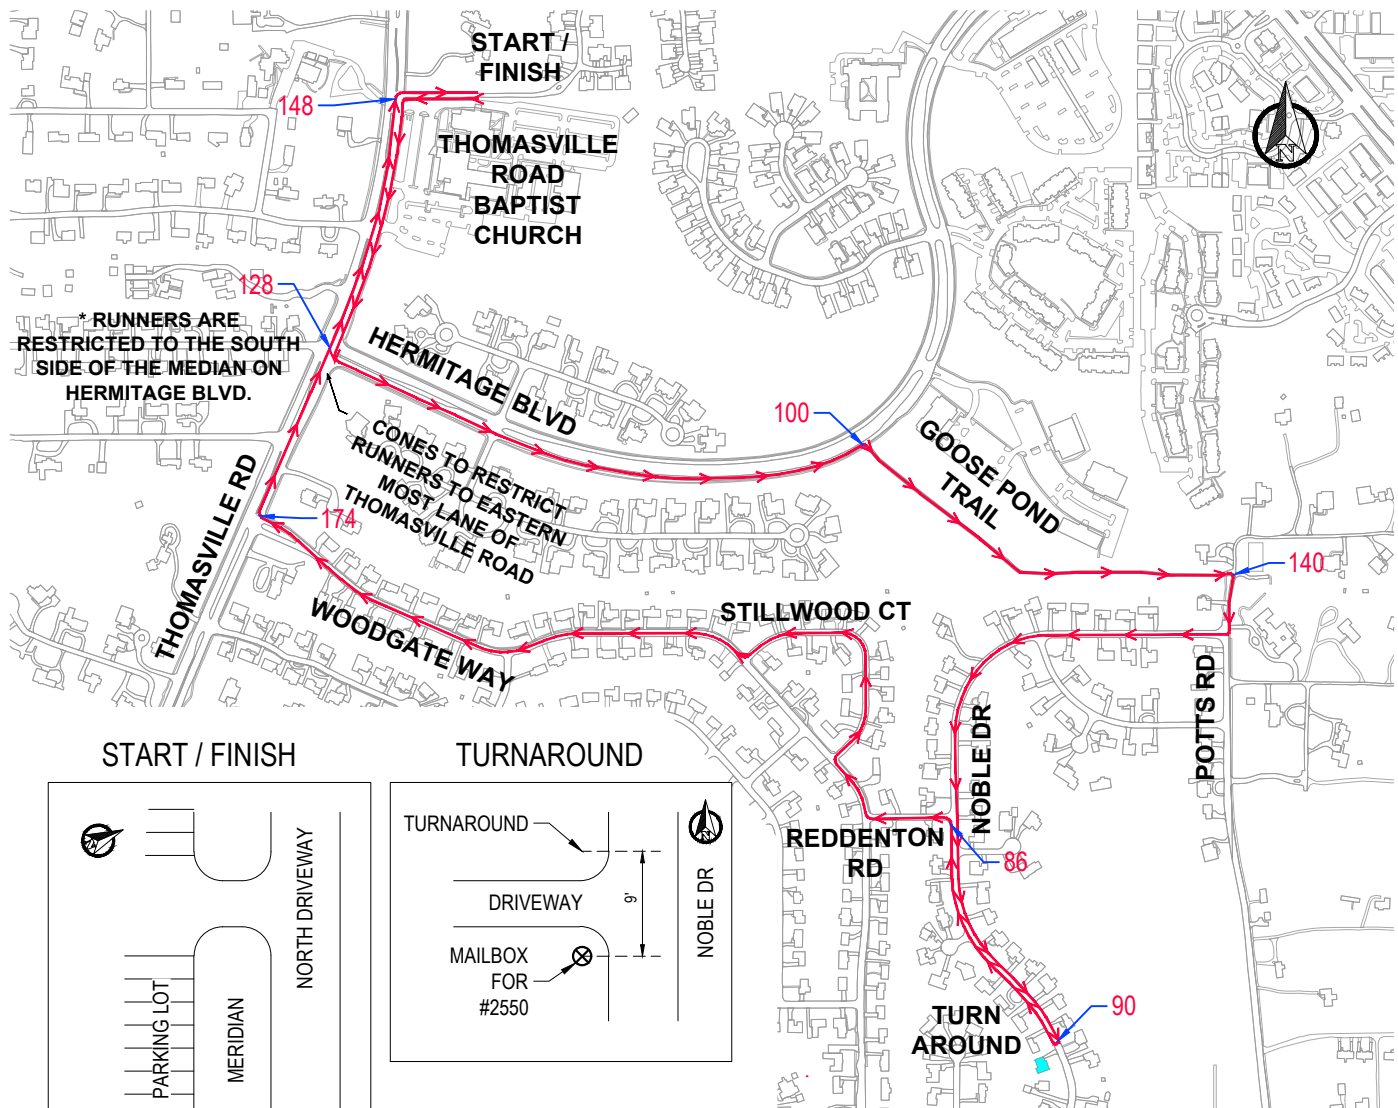 START /
FINISH
148
THOMASVILLE
ROAD
BAPTIST
CHURCH
N
128
* RUNNERS ARE
RESTRICTED TO THE SOUTH
SIDE OF THE MEDIAN ON
HERMITAGE BLVD.
HERMITAGE BLVD
100
GOOSE POND
TRAIL
CONES TO RESTRICT
RUNNERS TO EASTERN
MOST LANE OF
THOMASVILLE ROAD
THOMASVILLE RD
174
140
WOODGATE WAY
STILLWOOD CT
POTTS RD
NOBLE DR
REDDENTON
RD
86
TURN
AROUND
90
START / FINISH
NORTH DRIVEWAY
PARKING LOT
MERIDIAN
TURNAROUND
TURNAROUND
N
DRIVEWAY
9'
NOBLE DR
MAILBOX
FOR
#2550